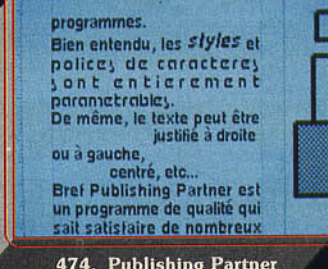 programmes.
Bien entendu, les styles et
polices de caracteres
sont entierement
parametrables.
De même, le texte peut être
justifié à droite
ou à gauche,
centré, etc...
Bref Publishing Partner est
un programme de qualité qui
sait satisfaire de nombreux
474. Publishing Partner